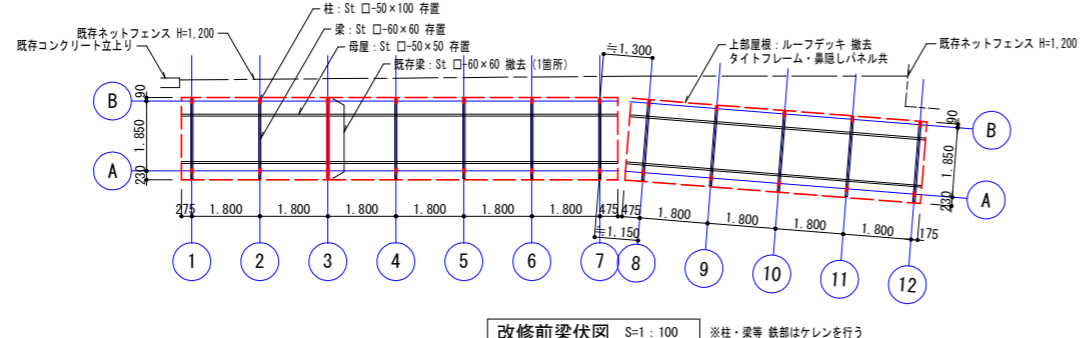 柱：St ロ-50×100 存置
梁：St ロ-60×60 存置
母屋：St ロ-50×50 存置
既存梁：St ロ-60×60 撤去 (1箇所)
既存ネットフェンス H=1,200
既存コンクリート立上り
≒1.300
上部屋根：ルーフデッキ 撤去
タイトフレーム・鼻隠しパネル共
既存ネットフェンス H=1,200
B
A
90
1.850
230
B
A
90
1.850
230
275 1.800 1.800 1.800 1.800 1.800 1.800 475 475 1.800 1.800 1.800 1.800 175
≒1.150
1 2 3 4 5 6 7 8 9 10 11 12
改修前梁伏図 S=1：100 ※柱・梁等 鉄部はケレンを行う